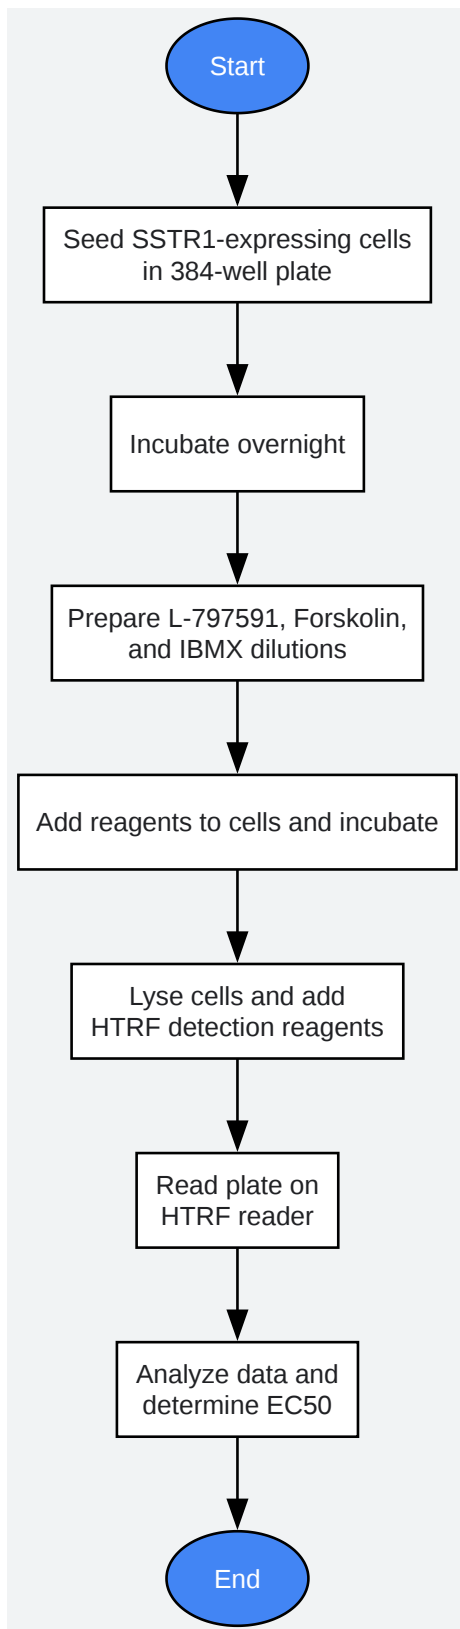 Start
Seed SSTR1-expressing cells
in 384-well plate
Incubate overnight
Prepare L-797591, Forskolin,
and IBMX dilutions
Add reagents to cells and incubate
Lyse cells and add
HTRF detection reagents
Read plate on
HTRF reader
Analyze data and
determine EC50
End